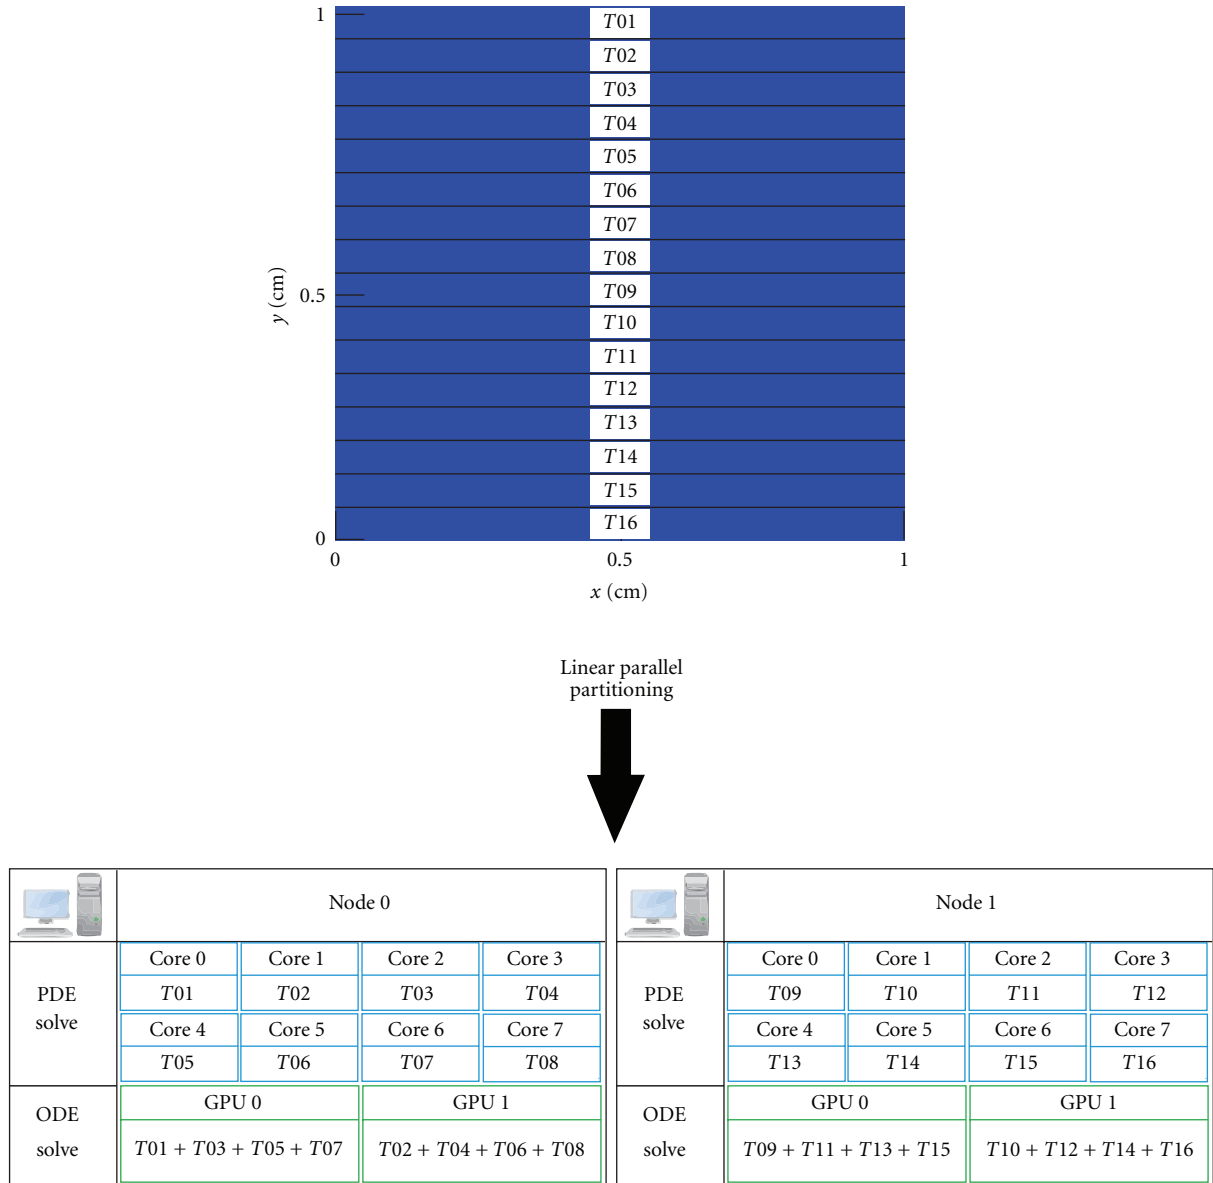 1
T01
T02
T03
T04
T05
T06
T07
T08
y (cm)
0.5
T09
T10
T11
T12
T13
T14
T15
T16
0
0 0.5 1
x (cm)
Linear parallel
partitioning
Node 0
PDE
solve
Core 0 Core 1 Core 2 Core 3
T01 T02 T03 T04
Core 4 Core 5 Core 6 Core 7
T05 T06 T07 T08
ODE
solve
GPU 0 GPU 1
T01 + T03 + T05 + T07 T02 + T04 + T06 + T08
Node 1
PDE
solve
Core 0 Core 1 Core 2 Core 3
T09 T10 T11 T12
Core 4 Core 5 Core 6 Core 7
T13 T14 T15 T16
ODE
solve
GPU 0 GPU 1
T09 + T11 + T13 + T15 T10 + T12 + T14 + T16